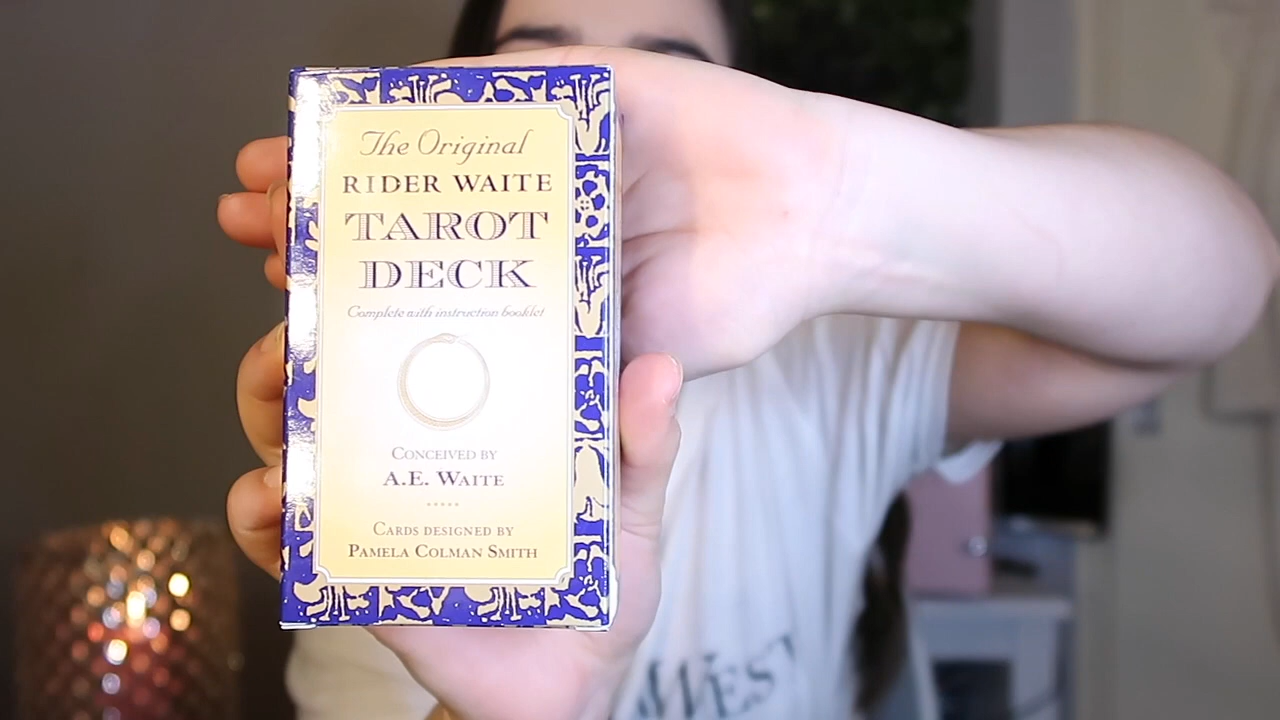 The Original
RIDER WAITE
TAROT
DECK
Complete with instruction booklet
CONCEIVED BY
A.E. WAITE
CARDS DESIGNED BY
PAMELA COLMAN SMITH
WEST